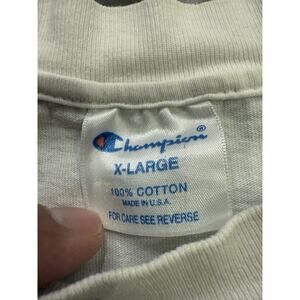 Champion®
X-LARGE
100% COTTON
MADE IN U.S.A.
FOR CARE SEE REVERSE